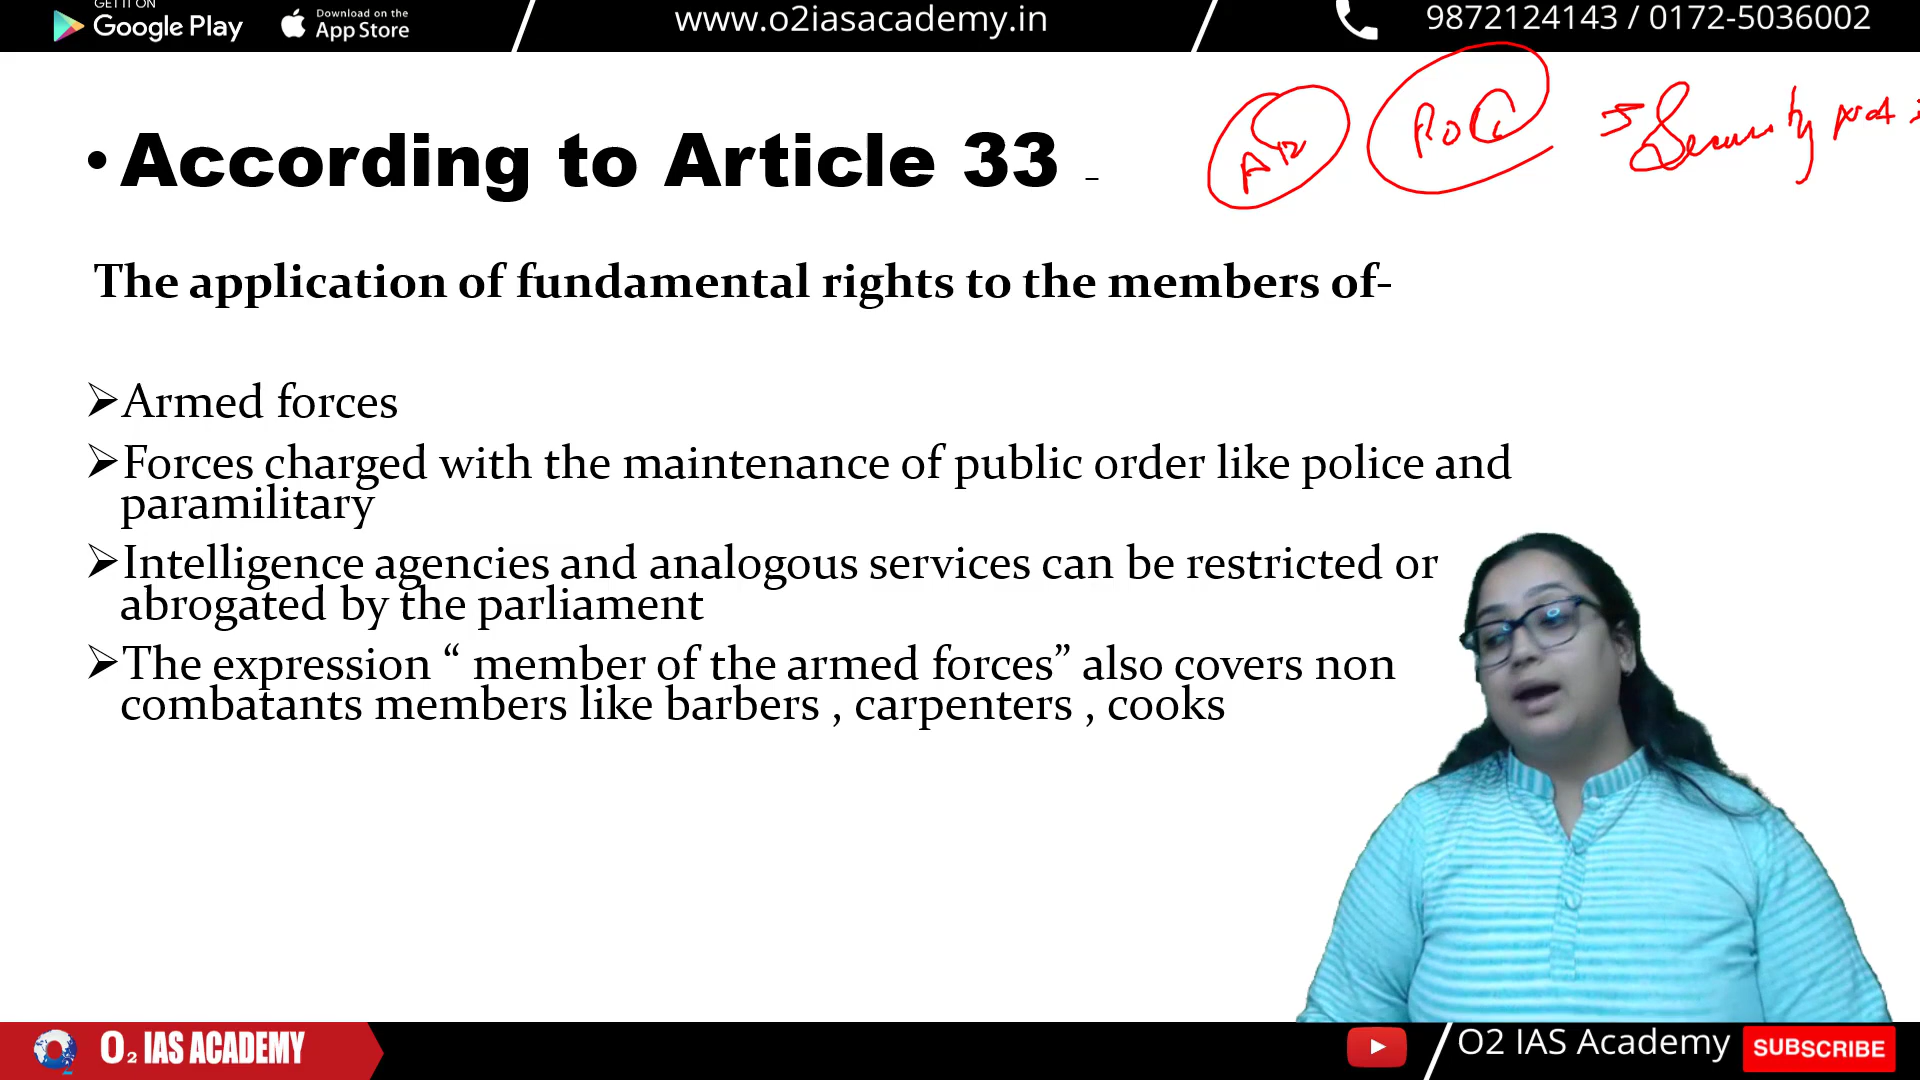 GET IT ON
Google Play
Download on the
App Store
www.o2iasacademy.in
9872124143 / 0172-5036002
• According to Article 33 -
A 12
Security
The application of fundamental rights to the members of-
➢Armed forces
➢Forces charged with the maintenance of public order like police and
paramilitary
➢Intelligence agencies and analogous services can be restricted or
abrogated by the parliament
➢The expression “ member of the armed forces” also covers non
combatants members like barbers , carpenters , cooks
O2 IAS ACADEMY
O2 IAS Academy
SUBSCRIBE